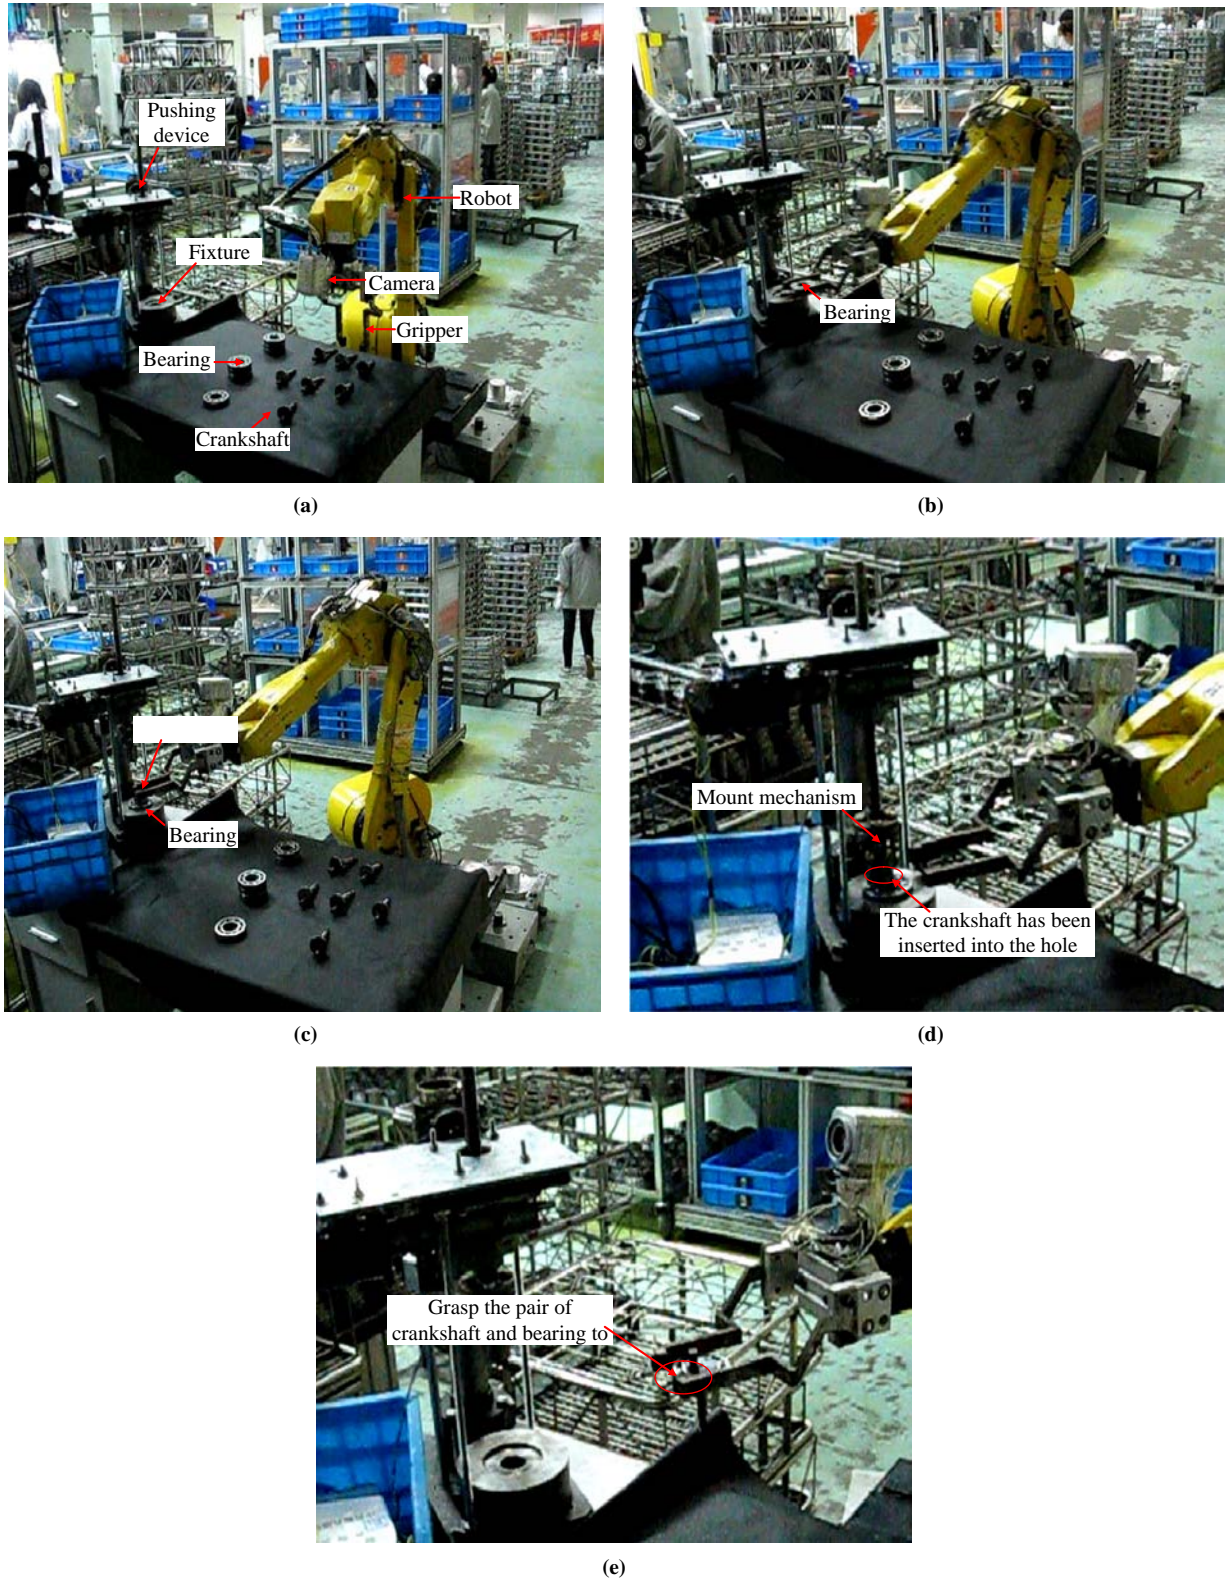 Pushing
device
Robot
Fixture
Camera
Gripper
Bearing
Crankshaft
(a)
Bearing
(b)
Bearing
(c)
Mount mechanism
The crankshaft has been
inserted into the hole
(d)
Grasp the pair of
crankshaft and bearing to
(e)